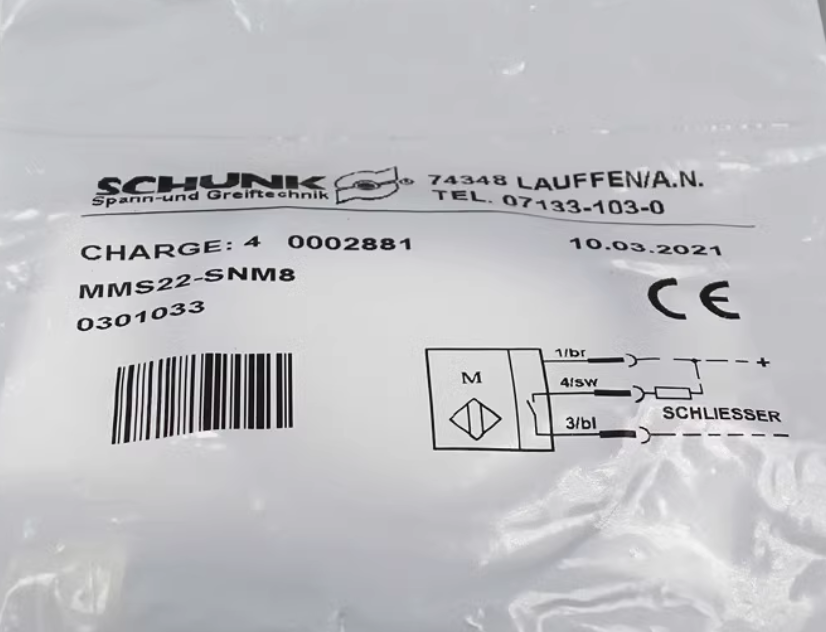 SCHUNK ® 74348 LAUFFEN/A.N.
Spann-und Greiftechnik TEL. 07133-103-0
CHARGE: 4 0002881 10.03.2021
MMS22-SNM8
0301033
CE
1/br +
M 4/sw
SCHLIESSER
3/bl